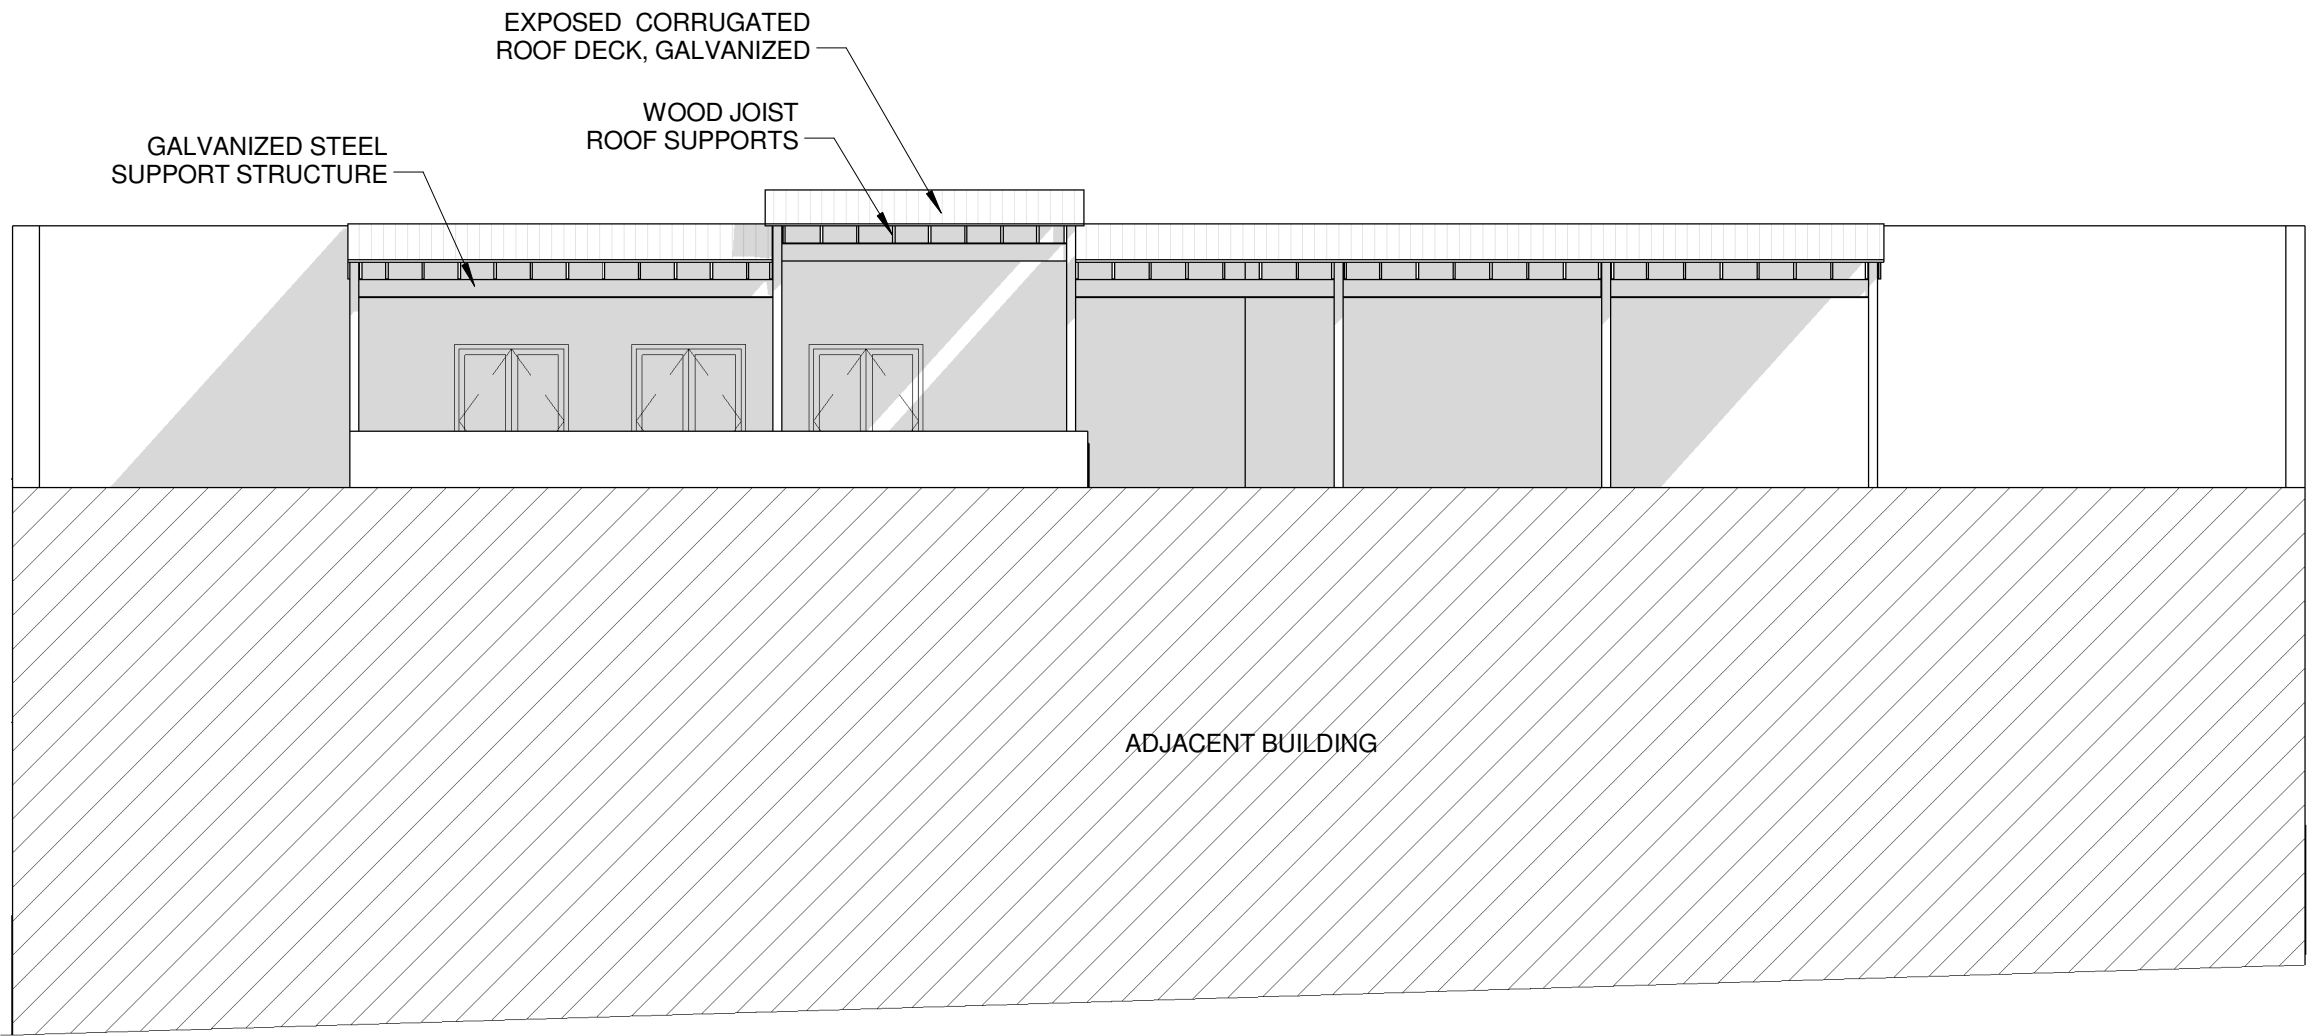 EXPOSED CORRUGATED
ROOF DECK, GALVANIZED
WOOD JOIST
ROOF SUPPORTS
GALVANIZED STEEL
SUPPORT STRUCTURE
ADJACENT BUILDING